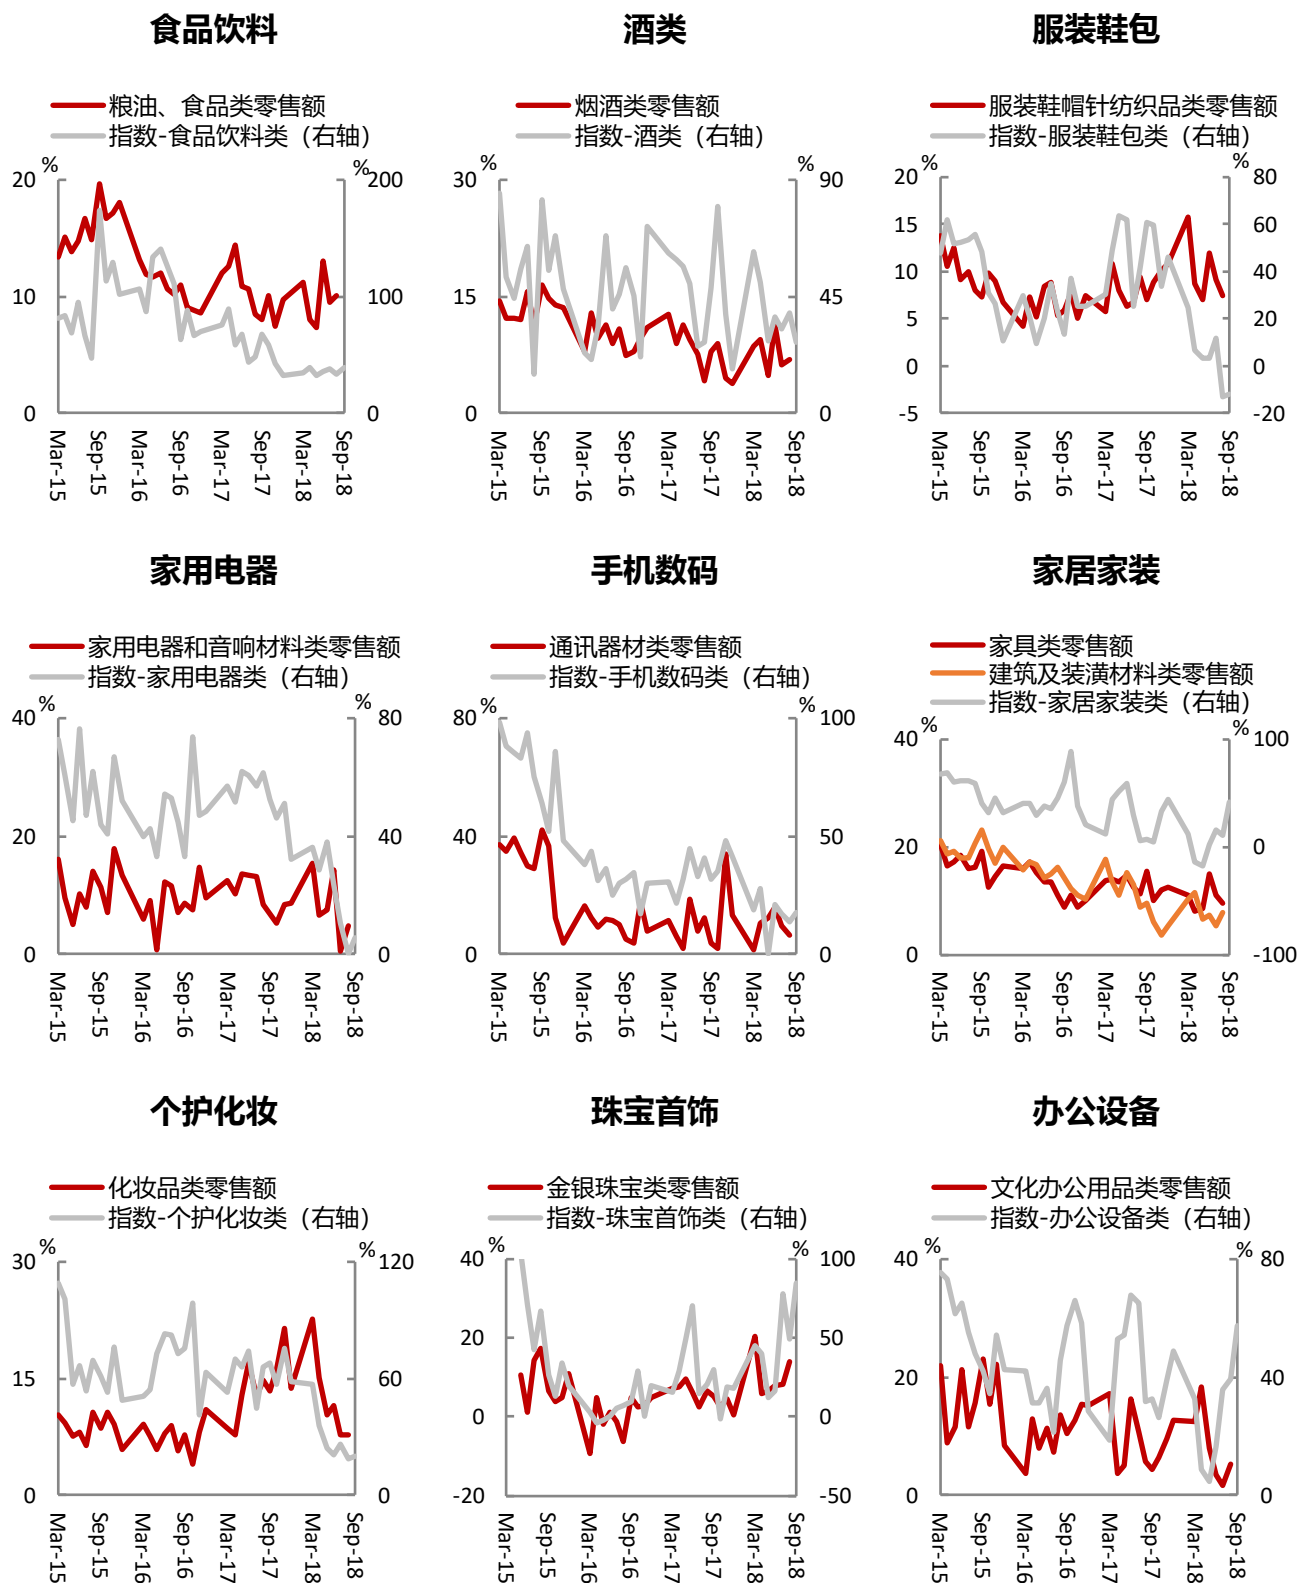 食品饮料
粮油、食品类零售额
指数-食品饮料类（右轴）
%
%
20
10
0
200
100
0
Mar-15
Sep-15
Mar-16
Sep-16
Mar-17
Sep-17
Mar-18
Sep-18
酒类
烟酒类零售额
指数-酒类（右轴）
%
%
30
15
0
90
45
0
Mar-15
Sep-15
Mar-16
Sep-16
Mar-17
Sep-17
Mar-18
Sep-18
服装鞋包
服装鞋帽针纺织品类零售额
指数-服装鞋包类（右轴）
%
%
20
15
10
5
0
-5
80
60
40
20
0
-20
Mar-15
Sep-15
Mar-16
Sep-16
Mar-17
Sep-17
Mar-18
Sep-18
家用电器
家用电器和音响材料类零售额
指数-家用电器类（右轴）
%
%
40
20
0
80
40
0
Mar-15
Sep-15
Mar-16
Sep-16
Mar-17
Sep-17
Mar-18
Sep-18
手机数码
通讯器材类零售额
指数-手机数码类（右轴）
%
%
80
40
0
100
50
0
Mar-15
Sep-15
Mar-16
Sep-16
Mar-17
Sep-17
Mar-18
Sep-18
家居家装
家具类零售额
建筑及装潢材料类零售额
指数-家居家装类（右轴）
%
%
40
20
0
100
0
-100
Mar-15
Sep-15
Mar-16
Sep-16
Mar-17
Sep-17
Mar-18
Sep-18
个护化妆
化妆品类零售额
指数-个护化妆类（右轴）
%
%
30
15
0
120
60
0
Mar-15
Sep-15
Mar-16
Sep-16
Mar-17
Sep-17
Mar-18
Sep-18
珠宝首饰
金银珠宝类零售额
指数-珠宝首饰类（右轴）
%
%
40
20
0
-20
100
50
0
-50
Mar-15
Sep-15
Mar-16
Sep-16
Mar-17
Sep-17
Mar-18
Sep-18
办公设备
文化办公用品类零售额
指数-办公设备类（右轴）
%
%
40
20
0
80
40
0
Mar-15
Sep-15
Mar-16
Sep-16
Mar-17
Sep-17
Mar-18
Sep-18